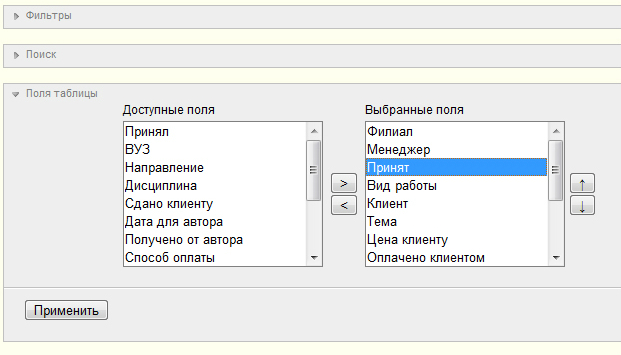 Фильтры
Поиск
Поля таблицы
Доступные поля
Принял
ВУЗ
Направление
Дисциплина
Сдано клиенту
Дата для автора
Получено от автора
Способ оплаты
>
<
Выбранные поля
Филиал
Менеджер
Принят
Вид работы
Клиент
Тема
Цена клиенту
Оплачено клиентом
↑
↓
Применить